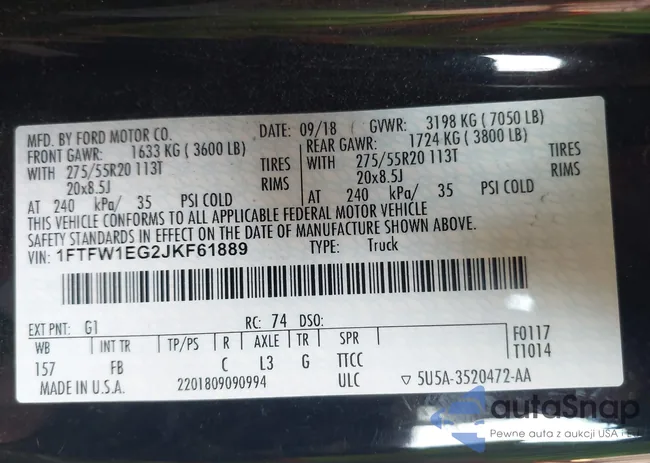 MFD. BY FORD MOTOR CO. DATE: 09/18 GVWR: 3198 KG ( 7050 LB)
FRONT GAWR: 1633 KG ( 3600 LB) REAR GAWR: 1724 KG ( 3800 LB)
WITH 275/55R20 113T TIRES WITH 275/55R20 113T TIRES
20x8.5J RIMS 20x8.5J RIMS
AT 240 kPa/ 35 PSI COLD AT 240 kPa/ 35 PSI COLD
THIS VEHICLE CONFORMS TO ALL APPLICABLE FEDERAL MOTOR VEHICLE
SAFETY STANDARDS IN EFFECT ON THE DATE OF MANUFACTURE SHOWN ABOVE.
VIN: 1FTFW1EG2JKF61889 TYPE: Truck
EXT PNT: G1 RC: 74 DSO:
WB INT TR TP/PS R AXLE TR SPR F0117
157 FB C L3 G TTCC T1014
MADE IN U.S.A. 2201809090994 ULC ▽ 5U5A-3520472-AA
autoSnap
Pewne auta z aukcji USA i EU